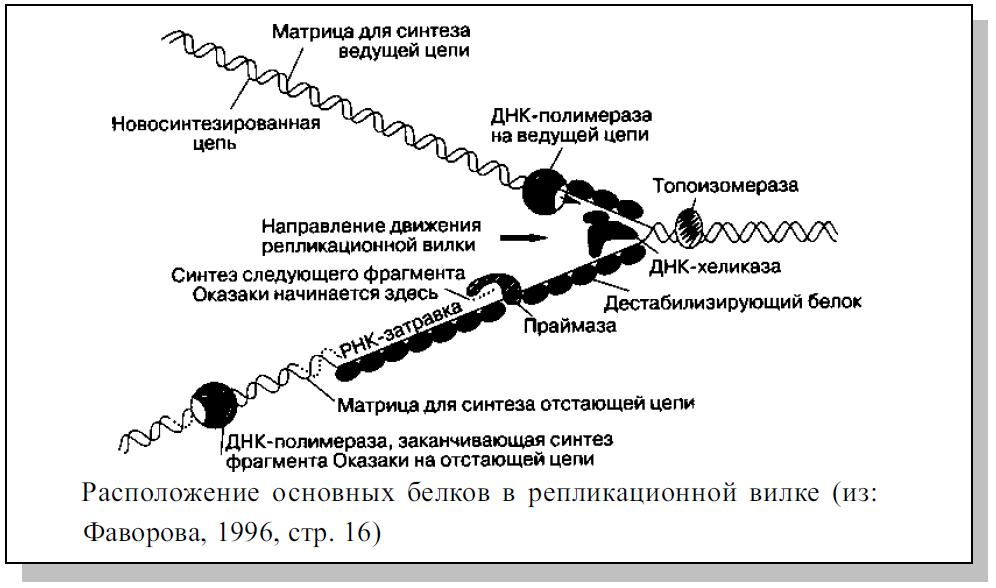 Матрица для синтеза
ведущей цепи
Новосинтезированная
цепь
ДНК-полимераза
на ведущей цепи
Топоизомераза
Направление движения
репликационной вилки
ДНК-хеликаза
Синтез следующего фрагмента
Оказаки начинается здесь
Дестабилизирующий белок
Праймаза
РНК-затравка
Матрица для синтеза отстающей цепи
ДНК-полимераза, заканчивающая синтез
фрагмента Оказаки на отстающей цепи
Расположение основных белков в репликационной вилке (из:
Фаворова, 1996, стр. 16)